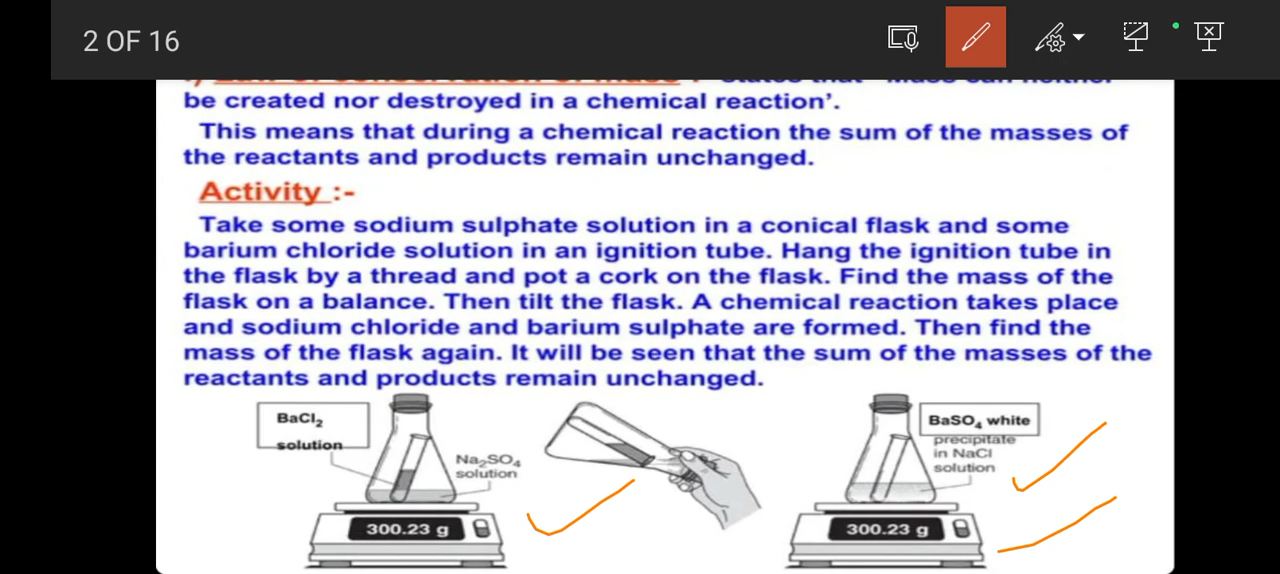 2 OF 16
be created nor destroyed in a chemical reaction’.
This means that during a chemical reaction the sum of the masses of
the reactants and products remain unchanged.
Activity :-
Take some sodium sulphate solution in a conical flask and some
barium chloride solution in an ignition tube. Hang the ignition tube in
the flask by a thread and pot a cork on the flask. Find the mass of the
flask on a balance. Then tilt the flask. A chemical reaction takes place
and sodium chloride and barium sulphate are formed. Then find the
mass of the flask again. It will be seen that the sum of the masses of the
reactants and products remain unchanged.
BaCl₂
solution
Na₂SO₄
solution
300.23 g
BaSO₄ white
precipitate
in NaCl
solution
300.23 g